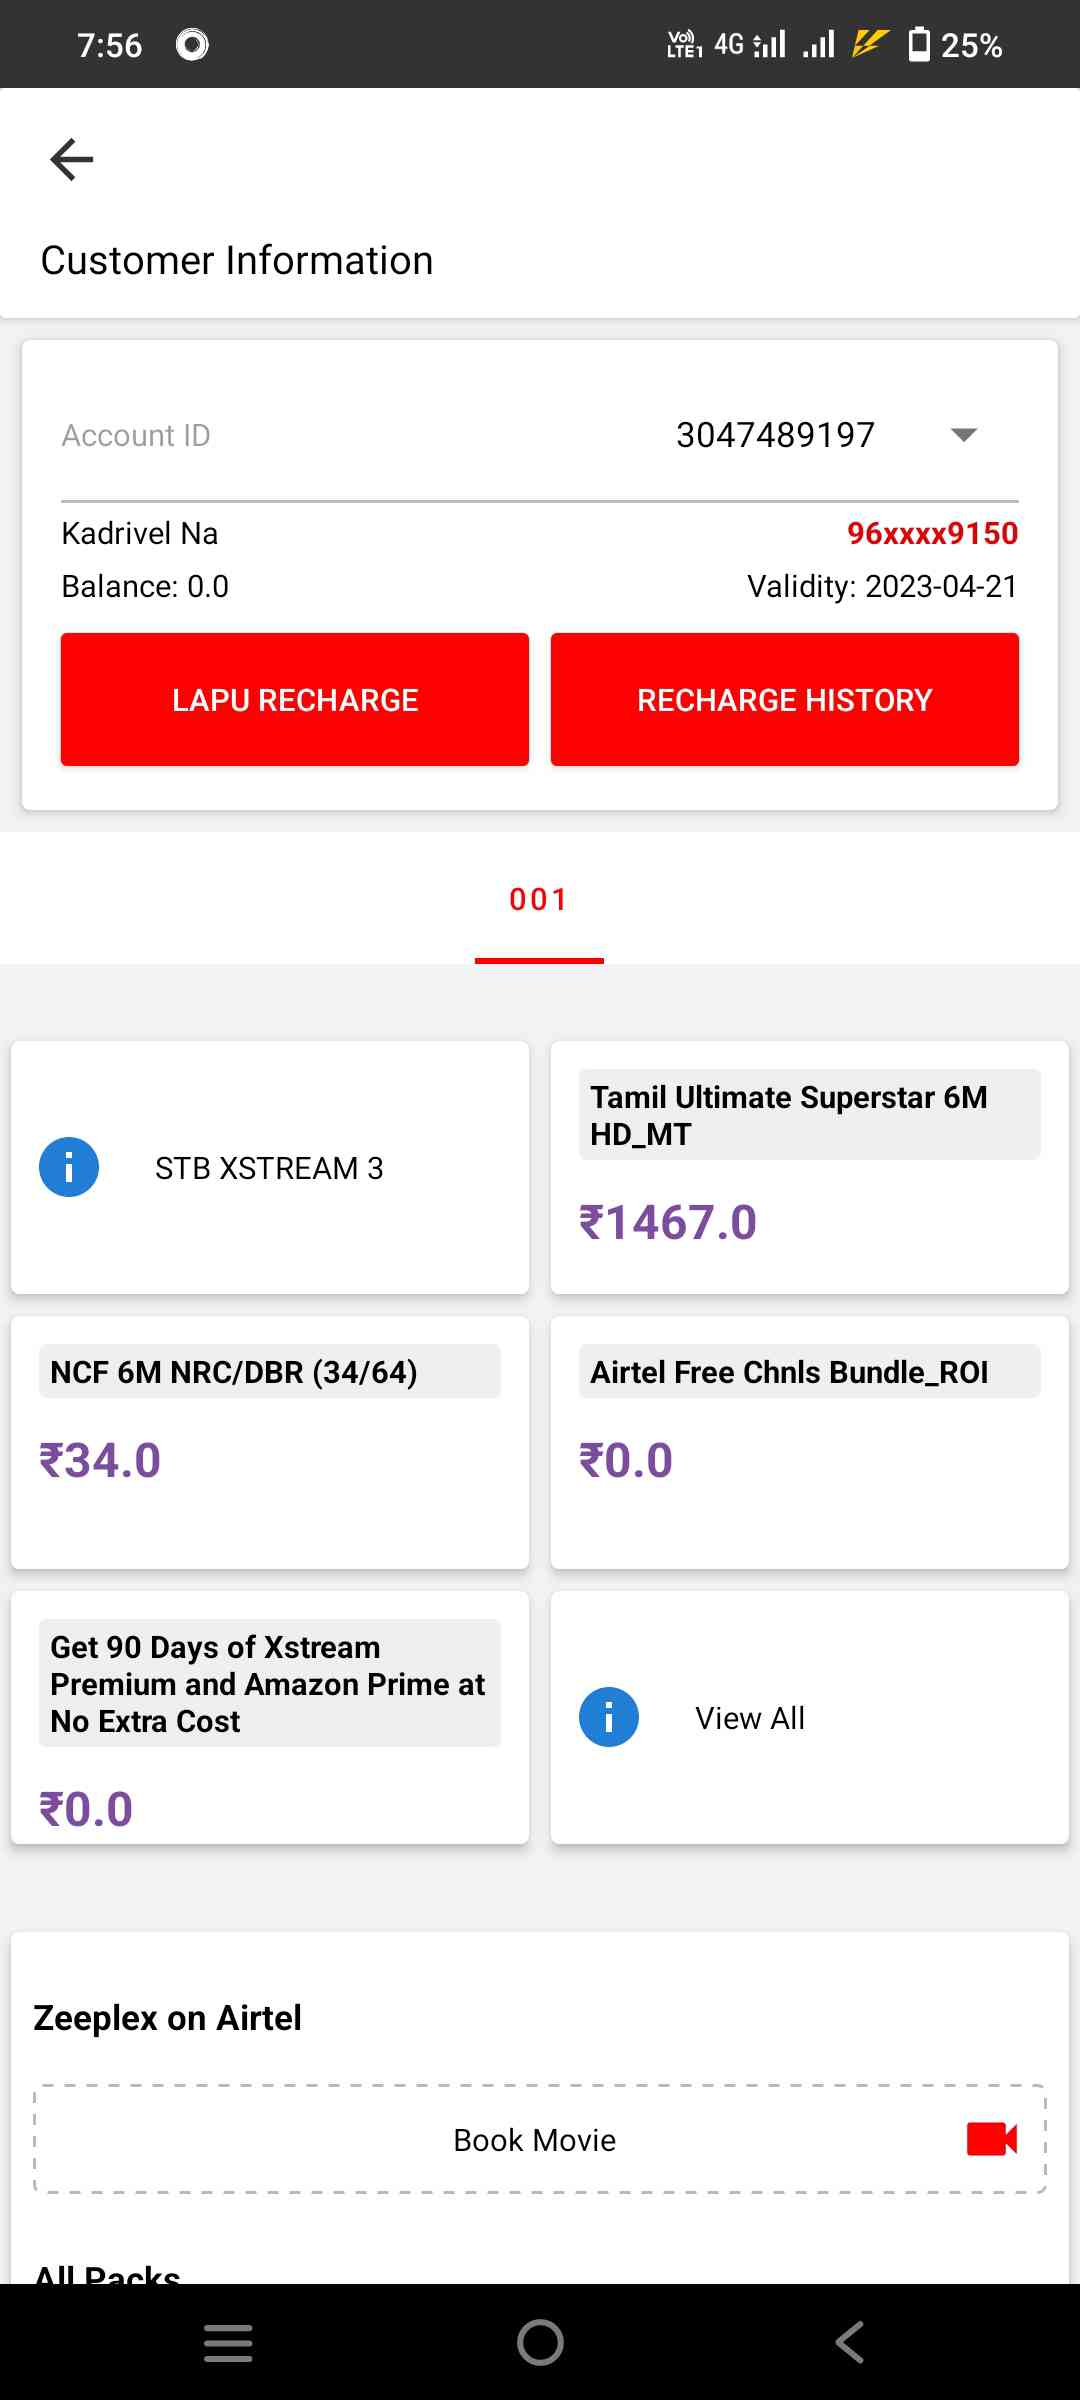 7:56
Vo)) LTE1 4G 25%
Customer Information
Account ID 3047489197
Kadrivel Na 96xxxx9150
Balance: 0.0 Validity: 2023-04-21
LAPU RECHARGE RECHARGE HISTORY
001
STB XSTREAM 3
Tamil Ultimate Superstar 6M
HD_MT
₹1467.0
NCF 6M NRC/DBR (34/64)
₹34.0
Airtel Free Chnls Bundle_ROI
₹0.0
Get 90 Days of Xstream
Premium and Amazon Prime at
No Extra Cost
₹0.0
View All
Zeeplex on Airtel
Book Movie
All Packs